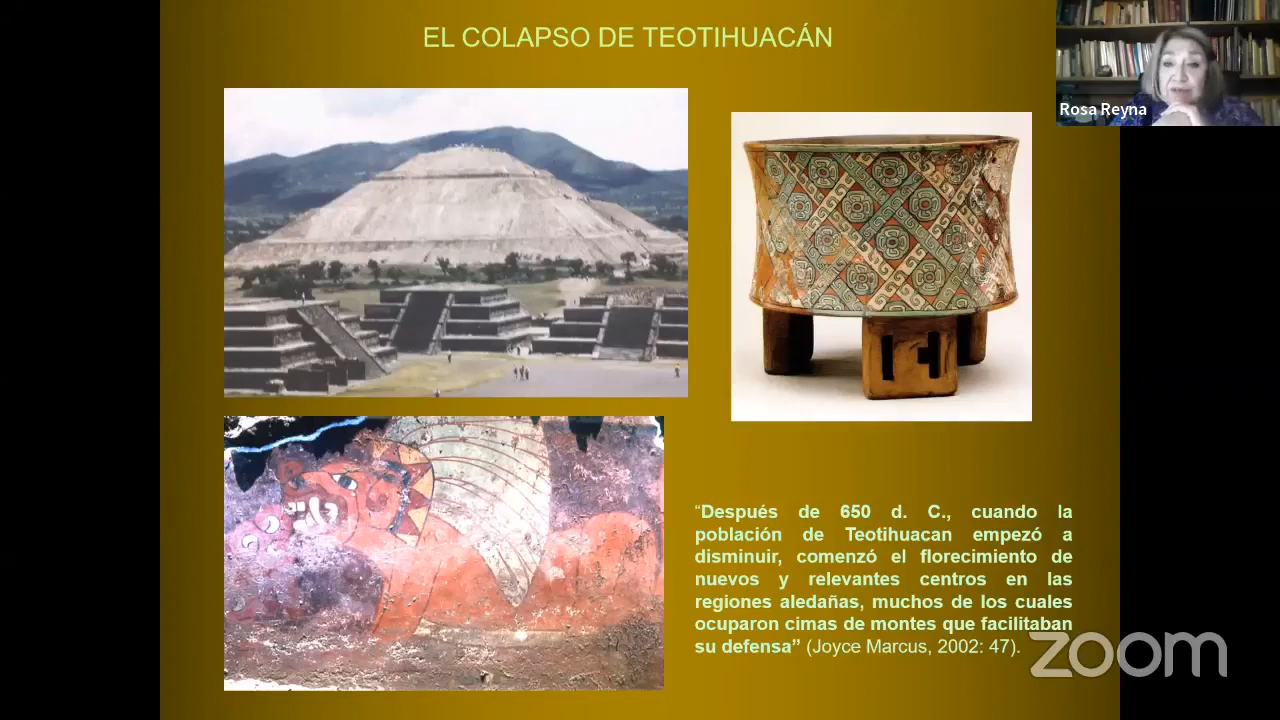 EL COLAPSO DE TEOTIHUACÁN
Rosa Reyna
“Después de 650 d. C., cuando la
población de Teotihuacan empezó a
disminuir, comenzó el florecimiento de
nuevos y relevantes centros en las
regiones aledañas, muchos de los cuales
ocuparon cimas de montes que facilitaban
su defensa” (Joyce Marcus, 2002: 47).
zoom